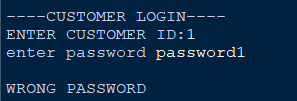 ----CUSTOMER LOGIN----
ENTER CUSTOMER ID:1
enter password password1
WRONG PASSWORD